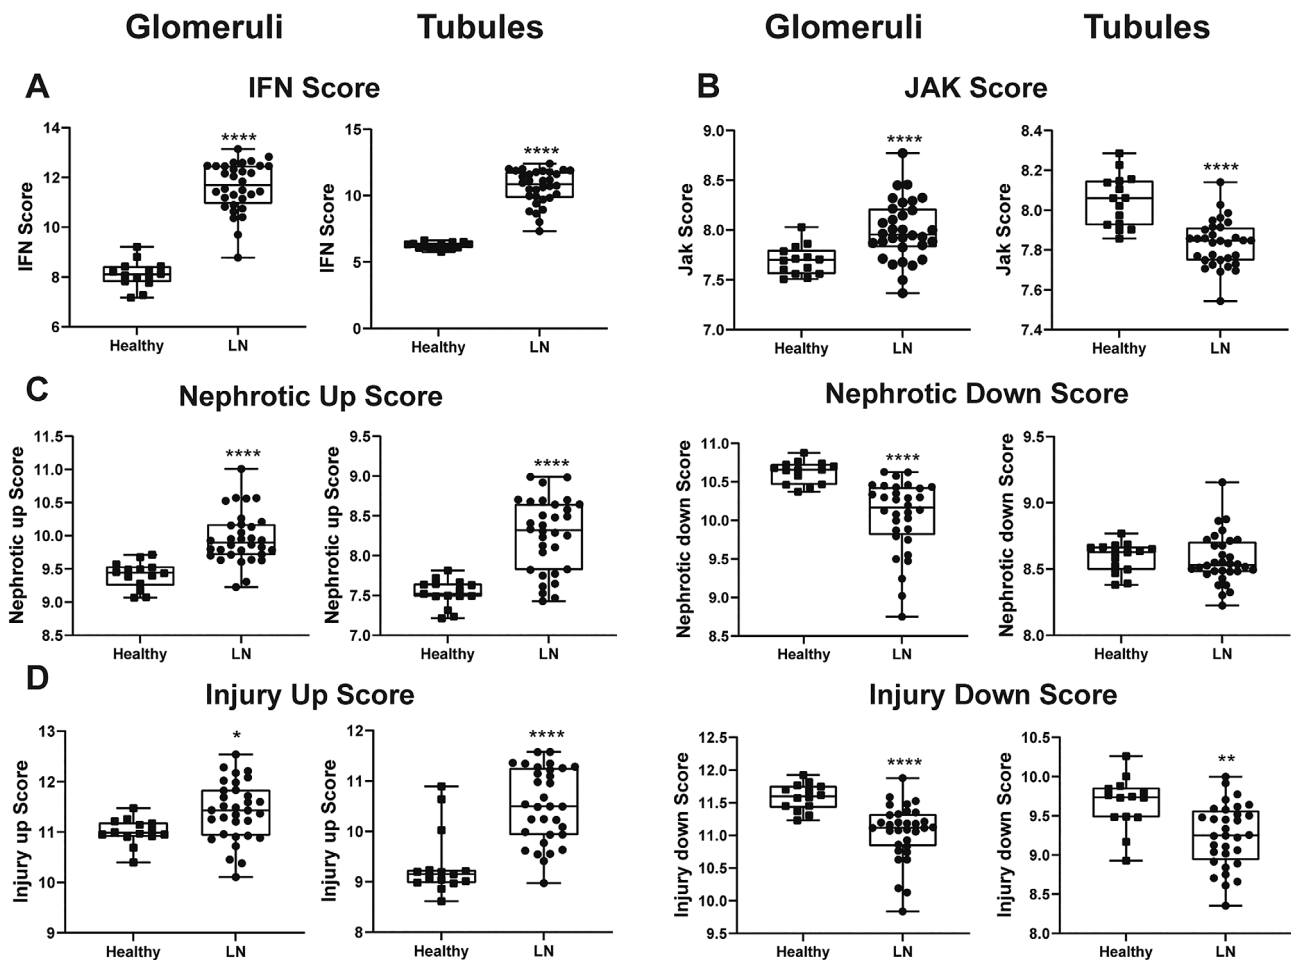 Glomeruli Tubules Glomeruli Tubules
A IFN Score
IFN Score
14
12
10
8
6
****
Healthy LN
IFN Score
15
10
5
0
****
Healthy LN
B JAK Score
Jak Score
9.0
8.5
8.0
7.5
7.0
****
Healthy LN
Jak Score
8.4
8.2
8.0
7.8
7.6
7.4
****
Healthy LN
C Nephrotic Up Score
Nephrotic up Score
11.5
11.0
10.5
10.0
9.5
9.0
8.5
****
Healthy LN
Nephrotic up Score
9.5
9.0
8.5
8.0
7.5
7.0
****
Healthy LN
Nephrotic Down Score
Nephrotic down Score
11.0
10.5
10.0
9.5
9.0
8.5
****
Healthy LN
Nephrotic down Score
9.5
9.0
8.5
8.0
Healthy LN
D Injury Up Score
Injury up Score
13
12
11
10
9
*
Healthy LN
Injury up Score
12
11
10
9
8
****
Healthy LN
Injury Down Score
Injury down Score
12.5
12.0
11.5
11.0
10.5
10.0
9.5
****
Healthy LN
Injury down Score
10.5
10.0
9.5
9.0
8.5
8.0
**
Healthy LN